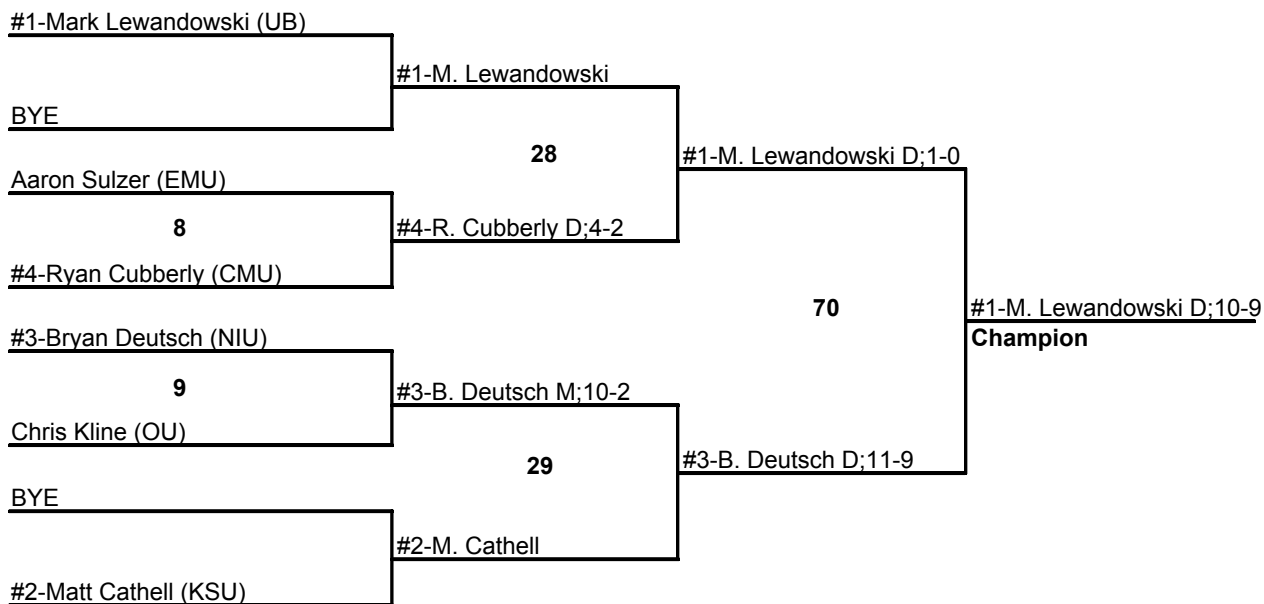 #1-Mark Lewandowski (UB)
#1-M. Lewandowski
BYE
28
#1-M. Lewandowski D;1-0
Aaron Sulzer (EMU)
8
#4-R. Cubberly D;4-2
#4-Ryan Cubberly (CMU)
70
#1-M. Lewandowski D;10-9
Champion
#3-Bryan Deutsch (NIU)
9
#3-B. Deutsch M;10-2
Chris Kline (OU)
29
#3-B. Deutsch D;11-9
BYE
#2-M. Cathell
#2-Matt Cathell (KSU)